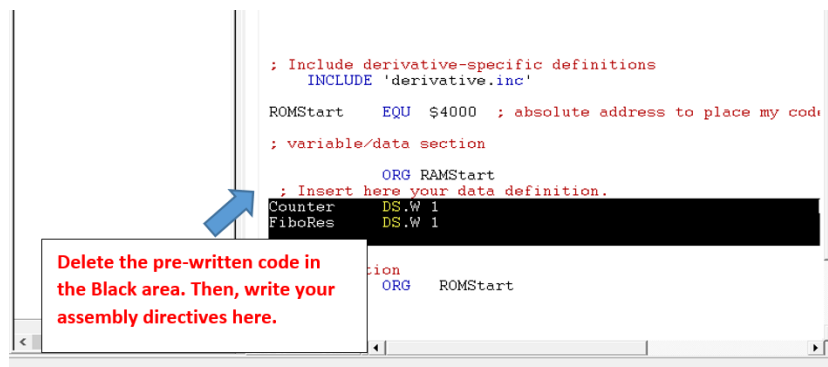 ; Include derivative-specific definitions
INCLUDE 'derivative.inc'
ROMStart EQU $4000 ; absolute address to place my
; variable/data section
ORG RAMStart
; Insert here your data definition.
Counter DS.W 1
FiboRes DS.W 1
ORG ROMStart
Delete the pre-written code in
the Black area. Then, write your
assembly directives here.